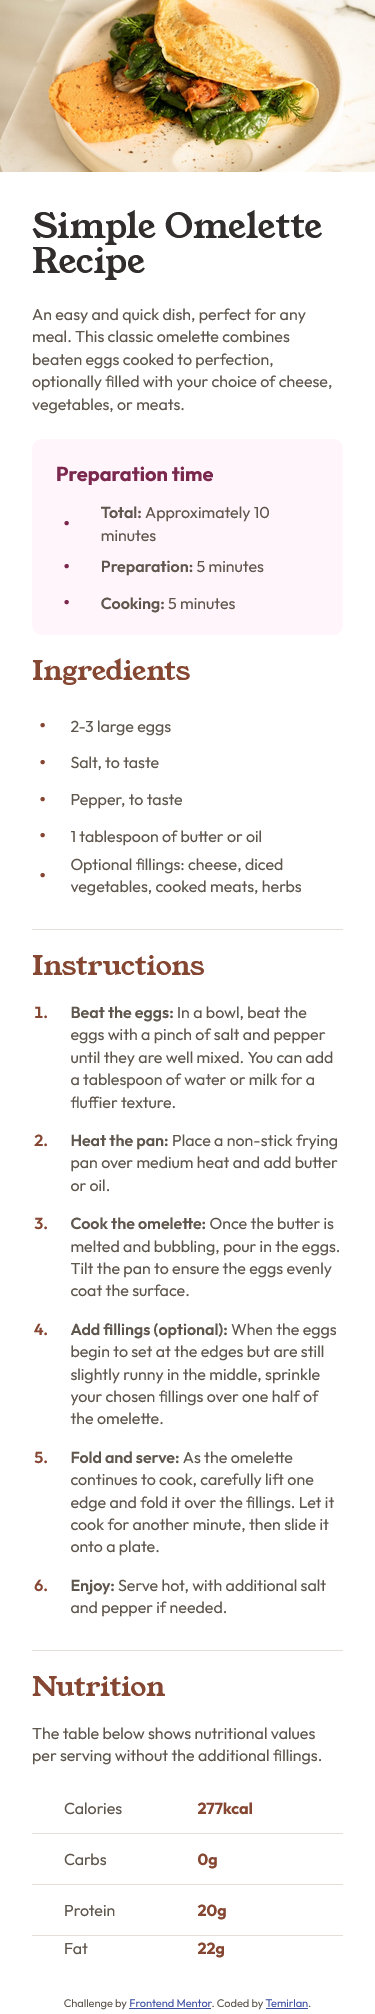 Simple Omelette
Recipe
An easy and quick dish, perfect for any
meal. This classic omelette combines
beaten eggs cooked to perfection,
optionally filled with your choice of cheese,
vegetables, or meats.
Preparation time
• Total: Approximately 10
minutes
• Preparation: 5 minutes
• Cooking: 5 minutes
Ingredients
• 2-3 large eggs
• Salt, to taste
• Pepper, to taste
• 1 tablespoon of butter or oil
• Optional fillings: cheese, diced
vegetables, cooked meats, herbs
Instructions
1. Beat the eggs: In a bowl, beat the
eggs with a pinch of salt and pepper
until they are well mixed. You can add
a tablespoon of water or milk for a
fluffier texture.
2. Heat the pan: Place a non-stick frying
pan over medium heat and add butter
or oil.
3. Cook the omelette: Once the butter is
melted and bubbling, pour in the eggs.
Tilt the pan to ensure the eggs evenly
coat the surface.
4. Add fillings (optional): When the eggs
begin to set at the edges but are still
slightly runny in the middle, sprinkle
your chosen fillings over one half of
the omelette.
5. Fold and serve: As the omelette
continues to cook, carefully lift one
edge and fold it over the fillings. Let it
cook for another minute, then slide it
onto a plate.
6. Enjoy: Serve hot, with additional salt
and pepper if needed.
Nutrition
The table below shows nutritional values
per serving without the additional fillings.
Calories 277kcal
Carbs 0g
Protein 20g
Fat 22g
Challenge by Frontend Mentor. Coded by Temirlan.